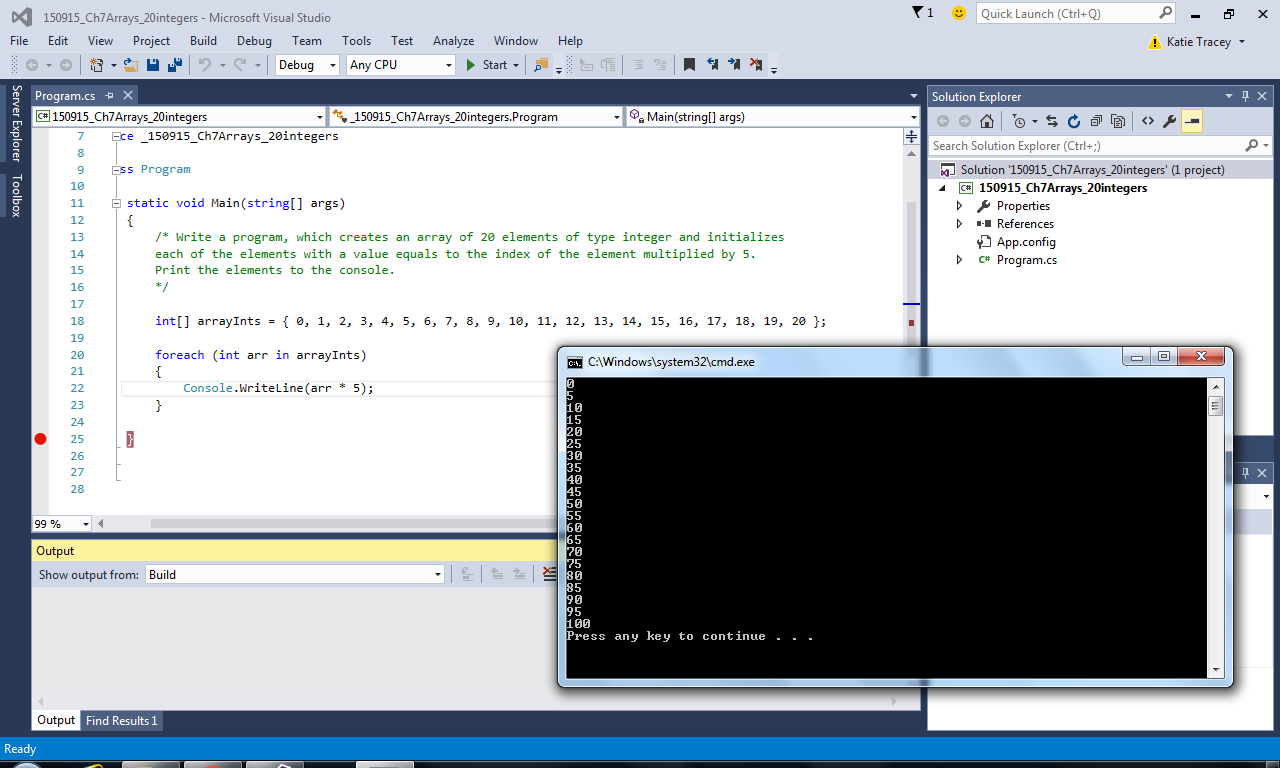 150915_Ch7Arrays_20integers - Microsoft Visual Studio
1
Quick Launch (Ctrl+Q)
File Edit View Project Build Debug Team Tools Test Analyze Window Help
Katie Tracey
Debug Any CPU Start
Server Explorer
Toolbox
Program.cs
150915_Ch7Arrays_20integers _150915_Ch7Arrays_20integers.Program Main(string[] args)
7 ce _150915_Ch7Arrays_20integers
8
9 ss Program
10
11 static void Main(string[] args)
12 {
13 /* Write a program, which creates an array of 20 elements of type integer and initializes
14 each of the elements with a value equals to the index of the element multiplied by 5.
15 Print the elements to the console.
16 */
17
18 int[] arrayInts = { 0, 1, 2, 3, 4, 5, 6, 7, 8, 9, 10, 11, 12, 13, 14, 15, 16, 17, 18, 19, 20 };
19
20 foreach (int arr in arrayInts)
21 {
22 Console.WriteLine(arr * 5);
23 }
24
25 }
26
27
28
99 %
Output
Show output from: Build
Output Find Results 1
Ready
Solution Explorer
Search Solution Explorer (Ctrl+;)
Solution '150915_Ch7Arrays_20integers' (1 project)
150915_Ch7Arrays_20integers
Properties
References
App.config
Program.cs
C:\Windows\system32\cmd.exe
0
5
10
15
20
25
30
35
40
45
50
55
60
65
70
75
80
85
90
95
100
Press any key to continue . . .